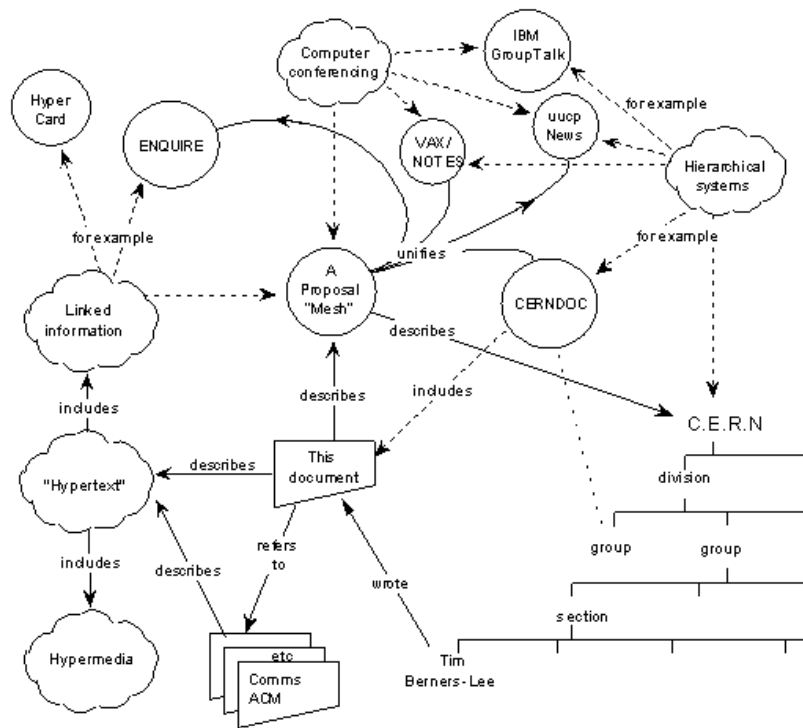 IBM
GroupTalk
Computer
conferencing
Hyper
Card
for example
uucp
News
ENQUIRE
VAX/
NOTES
Hierarchical
systems
for example
unifies
for example
A
Proposal
"Mesh"
CERNDOC
Linked
information
describes
includes
describes
includes
C.E.R.N
This
document
describes
"Hypertext"
division
refers
to
group
group
includes
describes
wrote
section
Hypermedia
etc
Tim
Berners-Lee
Comms
ACM